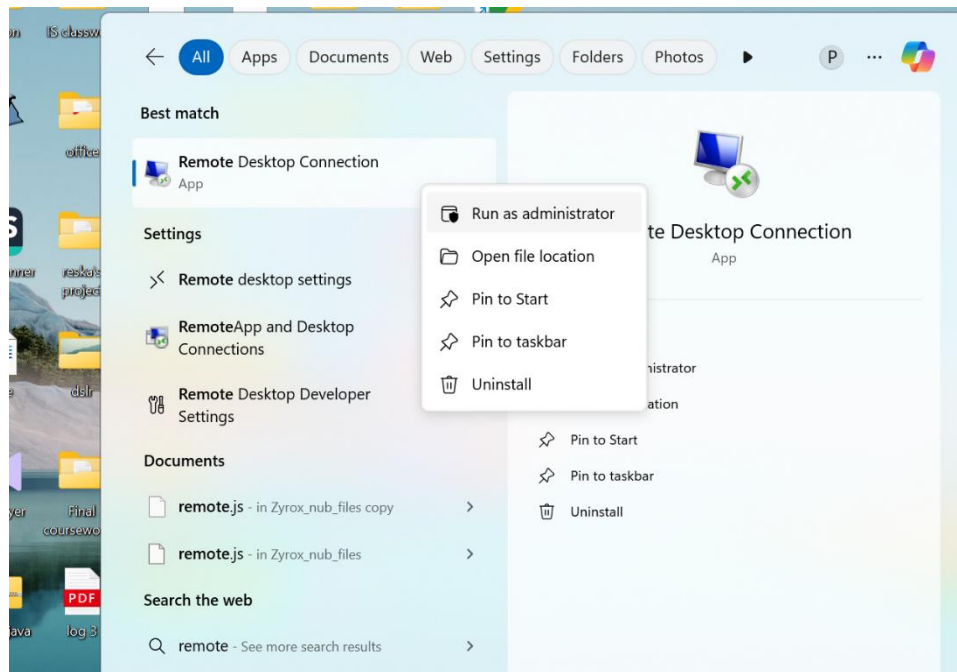 IS classw
All
Apps
Documents
Web
Settings
Folders
Photos
P
...
Best match
Remote Desktop Connection
App
Run as administrator
Open file location
Pin to Start
Pin to taskbar
Uninstall
te Desktop Connection
App
Settings
Remote desktop settings
RemoteApp and Desktop
Connections
Remote Desktop Developer
Settings
nistrator
ation
Pin to Start
Pin to taskbar
Uninstall
Documents
remote.js - in Zyrox_nub_files copy
remote.js - in Zyrox_nub_files
Search the web
remote - See more search results
office
reska's
projec
dslr
Final
coursewo
PDF
log 3
java